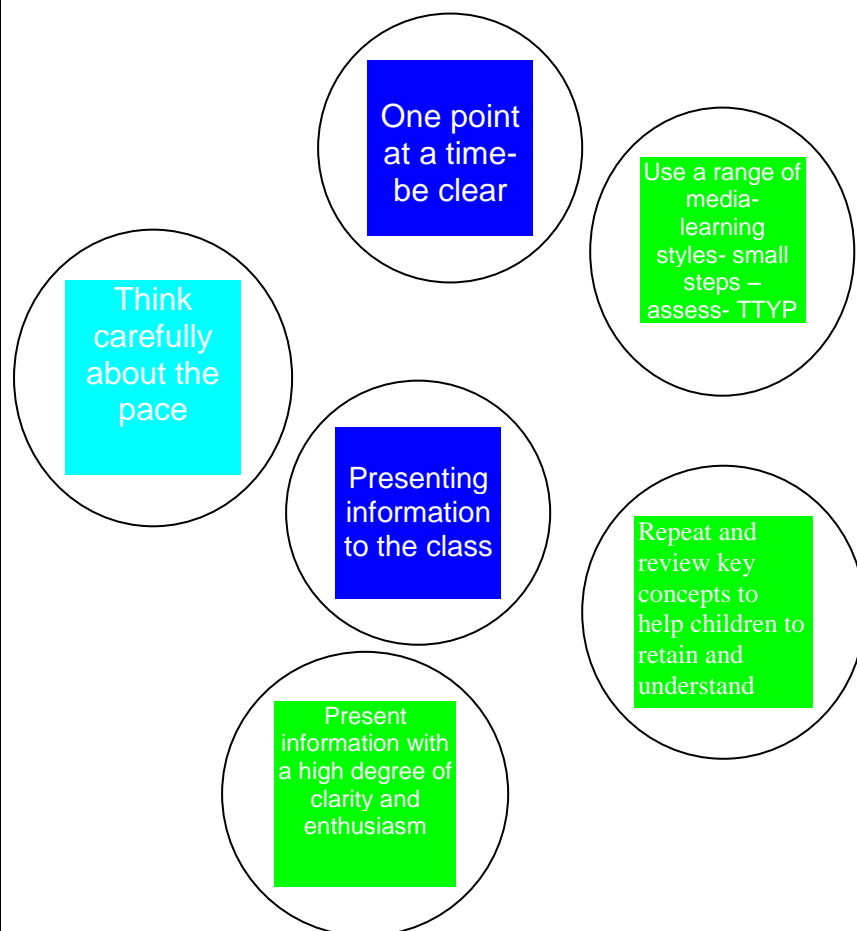 One point
at a time-
be clear
Use a range of
media-
learning
styles- small
steps –
assess- TTYP
Think
carefully
about the
pace
Presenting
information
to the class
Repeat and
review key
concepts to
help children to
retain and
understand
Present
information with
a high degree of
clarity and
enthusiasm